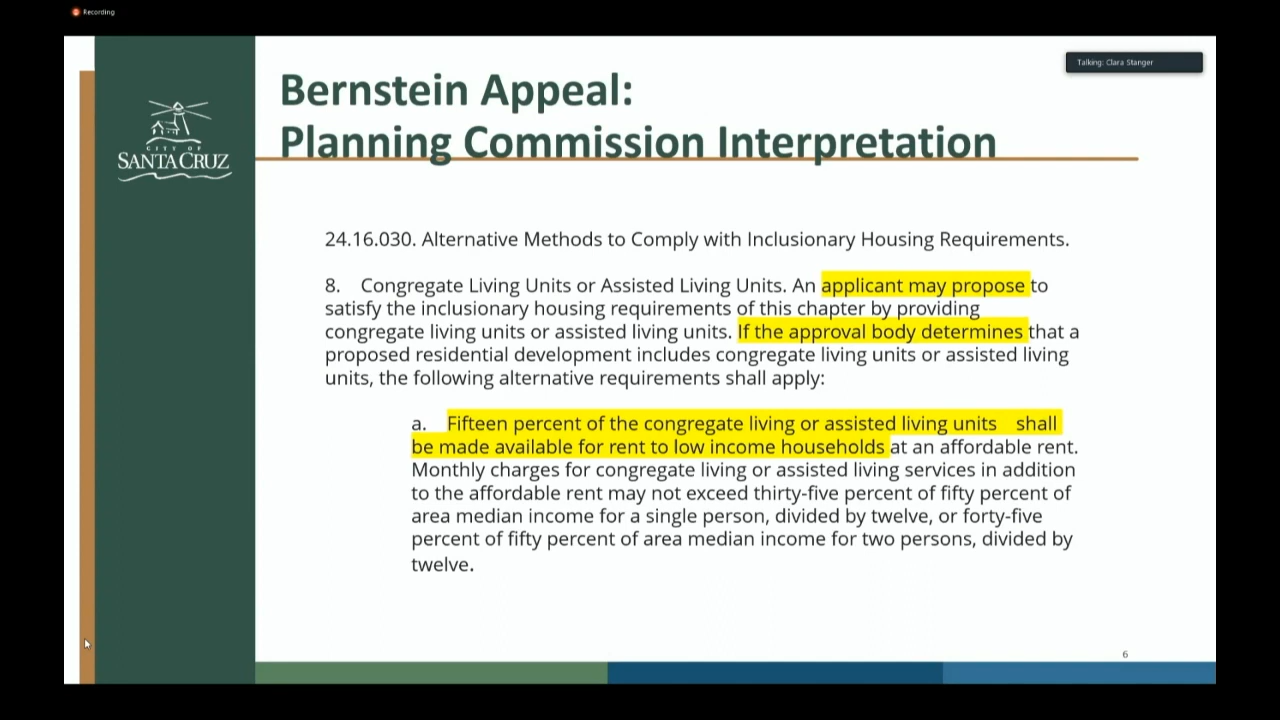 Recording
Talking: Clara Stanger
CITY OF
SANTA CRUZ
Bernstein Appeal:
Planning Commission Interpretation
24.16.030. Alternative Methods to Comply with Inclusionary Housing Requirements.
8. Congregate Living Units or Assisted Living Units. An applicant may propose to
satisfy the inclusionary housing requirements of this chapter by providing
congregate living units or assisted living units. If the approval body determines that a
proposed residential development includes congregate living units or assisted living
units, the following alternative requirements shall apply:
a. Fifteen percent of the congregate living or assisted living units shall
be made available for rent to low income households at an affordable rent.
Monthly charges for congregate living or assisted living services in addition
to the affordable rent may not exceed thirty-five percent of fifty percent of
area median income for a single person, divided by twelve, or forty-five
percent of fifty percent of area median income for two persons, divided by
twelve.
6